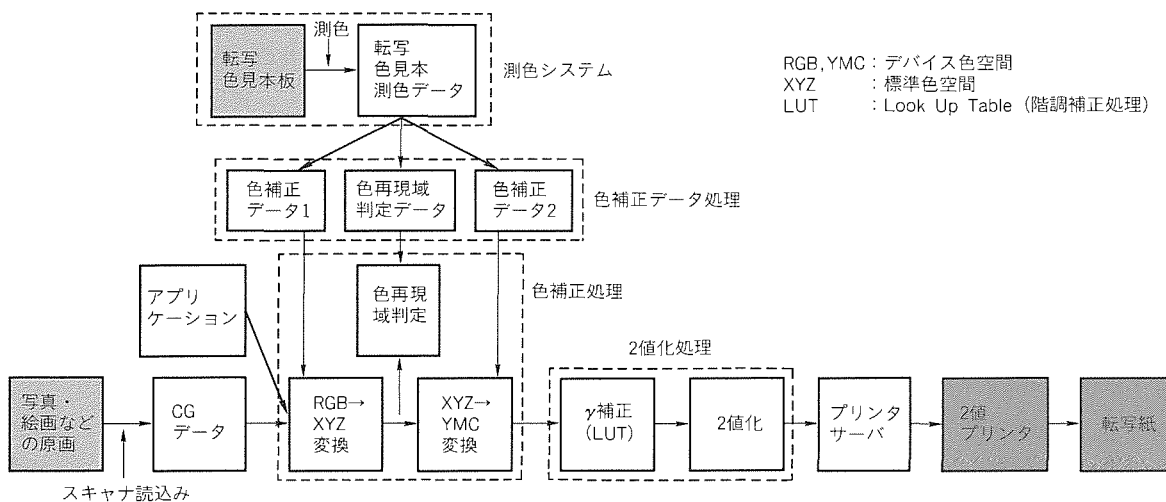 測色
転写
色見本板
転写
色見本
測色データ
測色システム
RGB,YMC：デバイス色空間
XYZ　　：標準色空間
LUT　　：Look Up Table（階調補正処理）
色補正
データ1
色再現域
判定データ
色補正
データ2
色補正データ処理
アプリ
ケーション
色再現
域判定
色補正処理
2値化処理
写真・
絵画など
の原画
CG
データ
RGB→
XYZ
変換
XYZ→
YMC
変換
γ補正
(LUT)
2値化
プリンタ
サーバ
2値
プリンタ
転写紙
スキャナ読込み